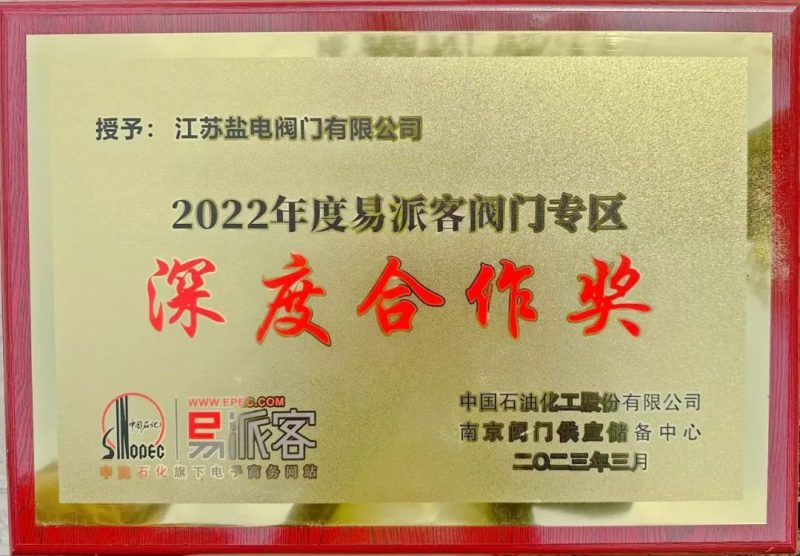 授予：江苏盐电阀门有限公司
2022年度易派客阀门专区
深度合作奖
中国石化
SINOPEC
WWW.EPEC.COM
易派客
中国石化旗下电子商务网站
中国石油化工股份有限公司
南京阀门供应储备中心
二〇二三年三月